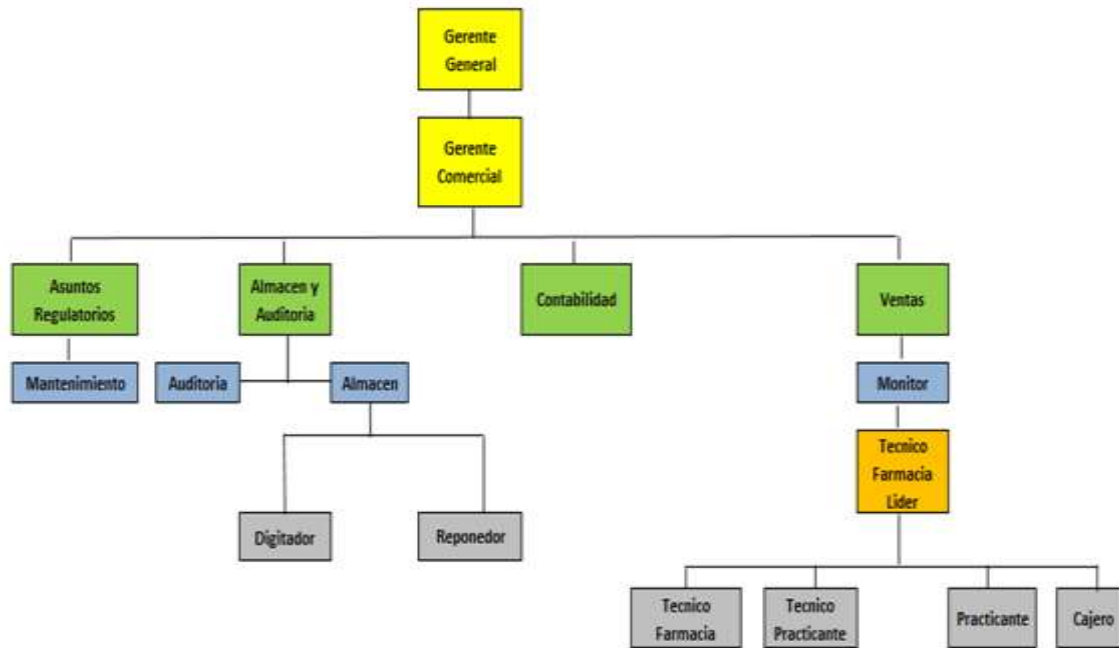 Gerente
General
Gerente
Comercial
Asuntos
Regulatorios
Almacen y
Auditoria
Contabilidad
Ventas
Mantenimiento
Auditoria
Almacen
Monitor
Tecnico
Farmacia
Lider
Digitador
Reponedor
Tecnico
Farmacia
Tecnico
Practicante
Practicante
Cajero